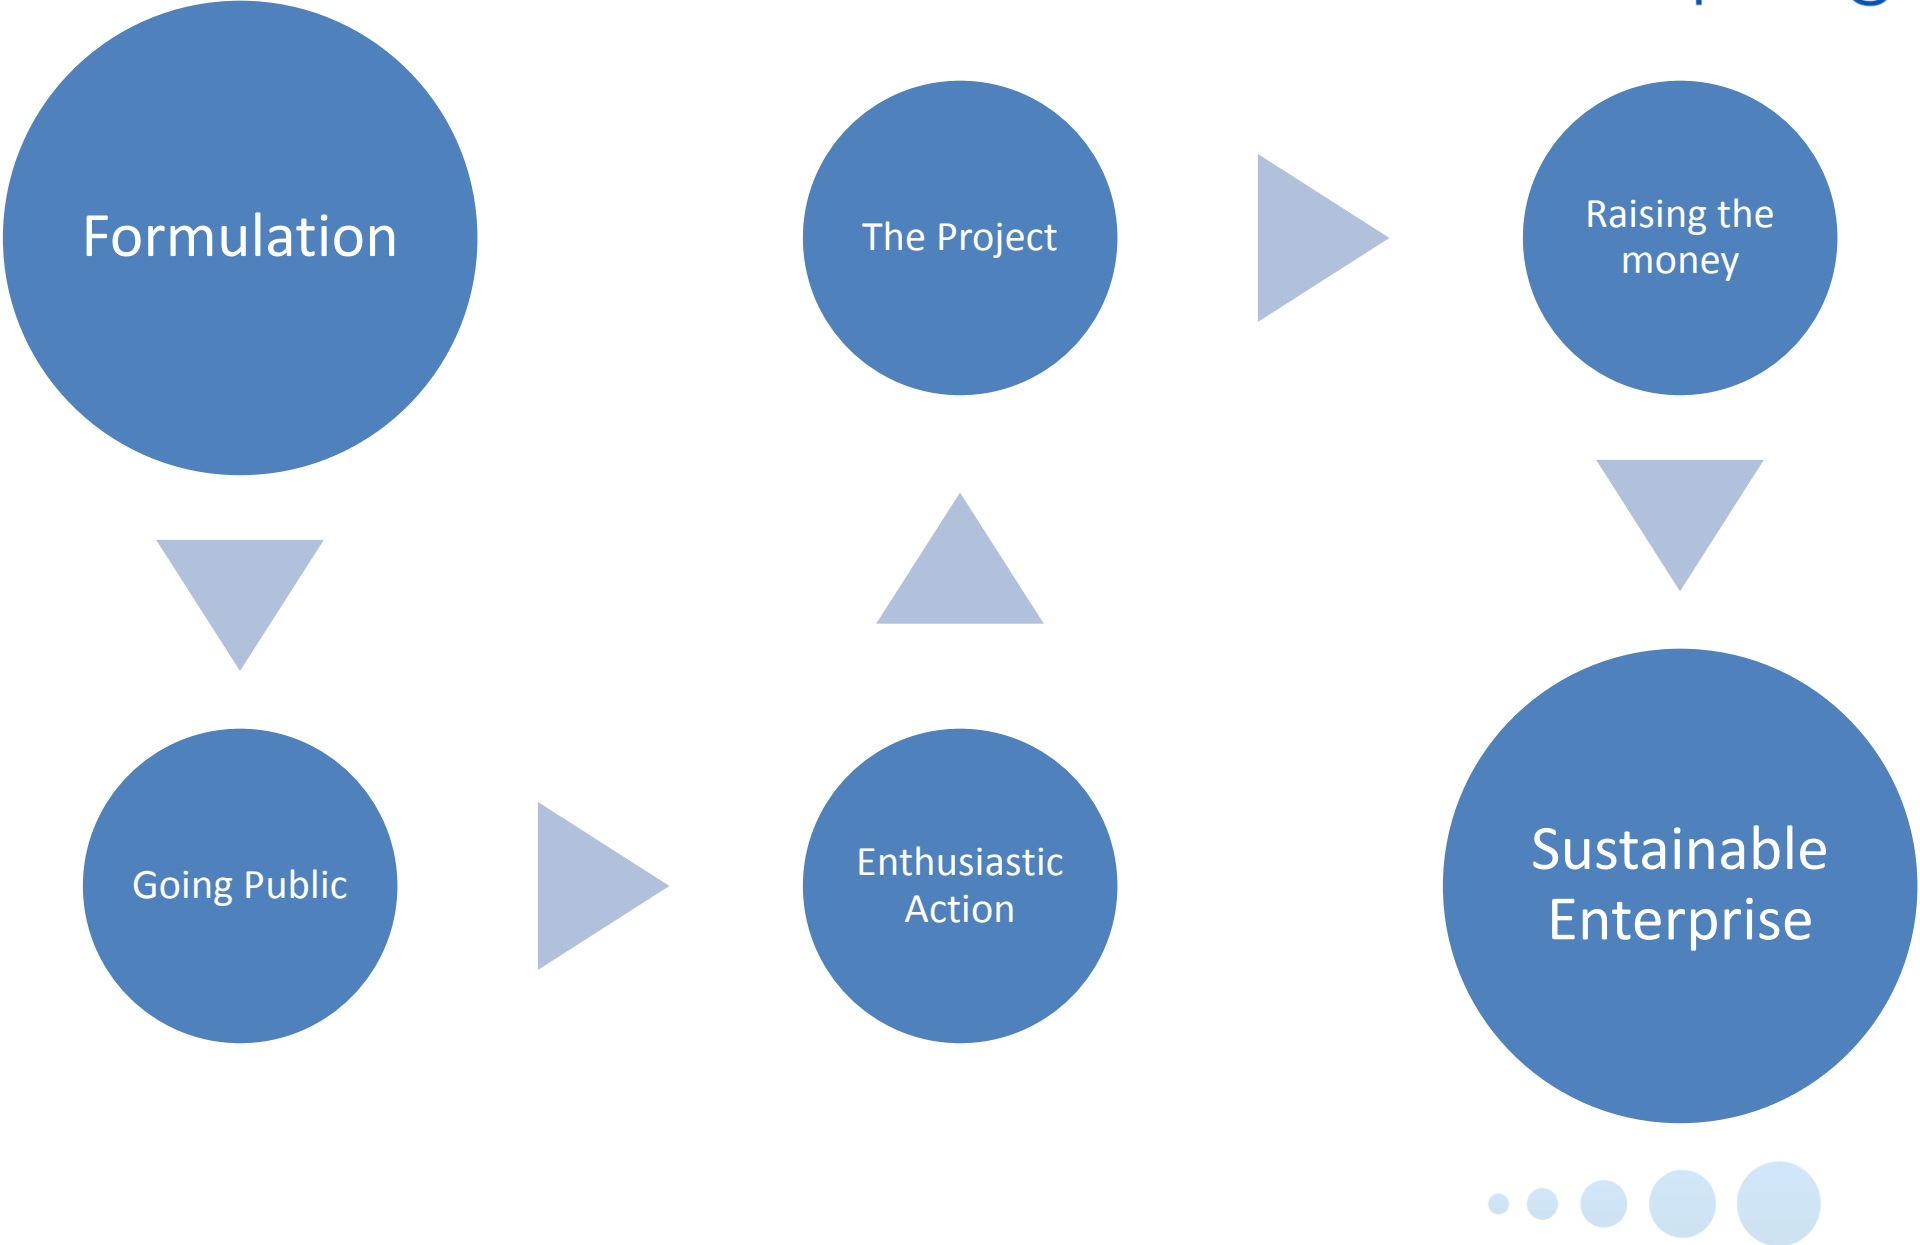 Formulation
Going Public
Enthusiastic
Action
The Project
Raising the
money
Sustainable
Enterprise